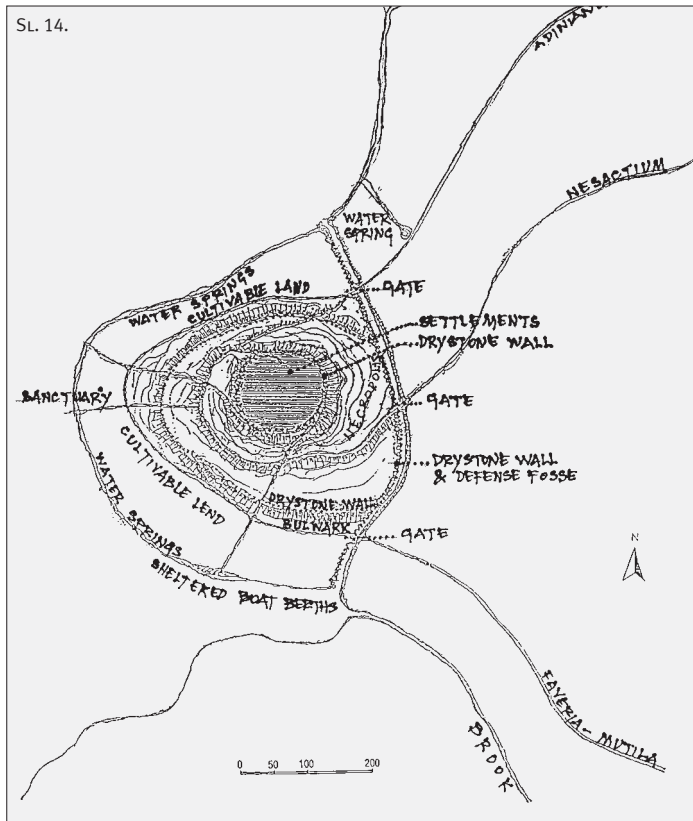 SL. 14.
ADINIAN
NESACTIUM
WATER
SPRING
WATER SPRINGS
CULTIVABLE LAND
GATE
SETTLEMENTS
DRYSTONE WALL
NECROPOLIS
SANCTUARY
GATE
CULTIVABLE LEND
DRYSTONE WALL
& DEFENSE FOSSE
DRYSTONE WALL
BULWARK
GATE
WATER SPRINGS
SHELTERED BOAT BERTHS
N
FAVERIA - MUTILA
BROOK
0 50 100 200